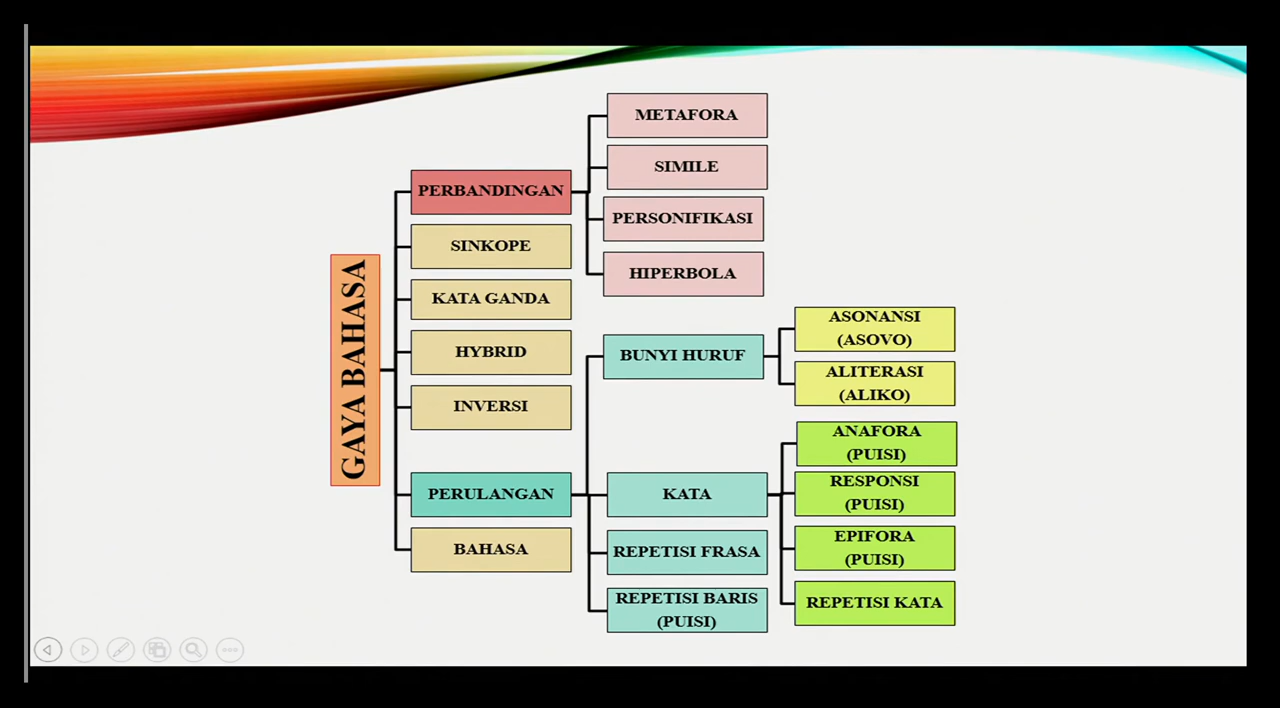 GAYA BAHASA
PERBANDINGAN
METAFORA
SIMILE
PERSONIFIKASI
HIPERBOLA
SINKOPE
KATA GANDA
HYBRID
INVERSI
PERULANGAN
BUNYI HURUF
ASONANSI
(ASOVO)
ALITERASI
(ALIKO)
KATA
ANAFORA
(PUISI)
RESPONSI
(PUISI)
EPIFORA
(PUISI)
REPETISI KATA
REPETISI FRASA
REPETISI BARIS
(PUISI)
BAHASA